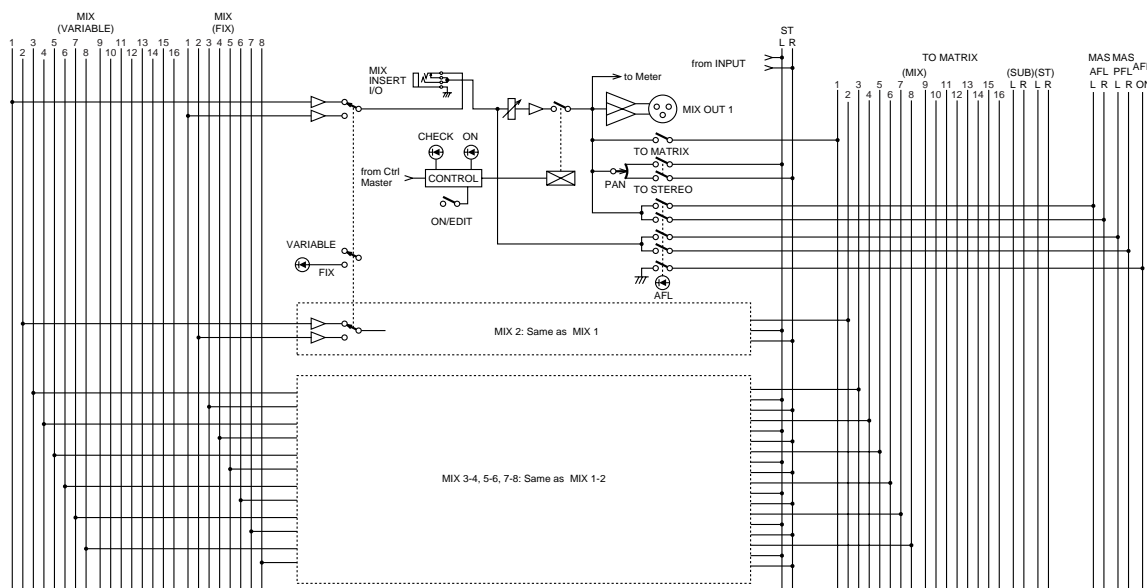 MIX
(VARIABLE)
1 2 3 4 5 6 7 8 9 10 11 12 13 14 15 16
MIX
(FIX)
1 2 3 4 5 6 7 8
MIX
INSERT
I/O
ST
L R
from INPUT
to Meter
MIX OUT 1
TO MATRIX
PAN
TO STEREO
CHECK
ON
from Ctrl
Master
CONTROL
ON/EDIT
VARIABLE
FIX
AFL
TO MATRIX
(MIX)
1 2 3 4 5 6 7 8 9 10 11 12 13 14 15 16
(SUB)
L R
(ST)
L R
MAS
AFL
L R
MAS
PFL
L R
AFL
ON
MIX 2: Same as MIX 1
MIX 3-4, 5-6, 7-8: Same as MIX 1-2